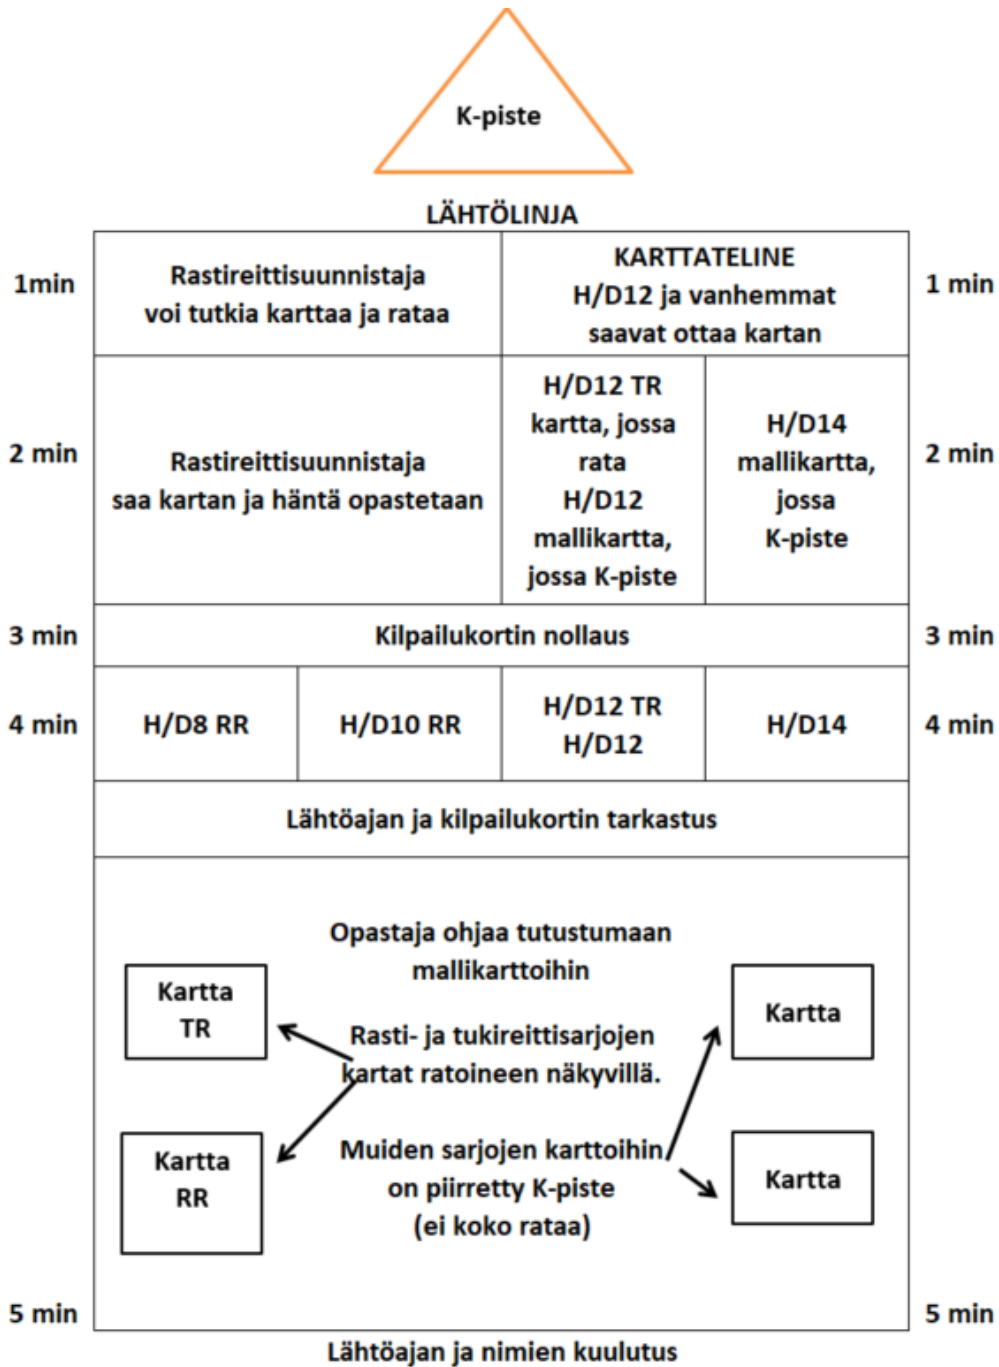 K-piste
LÄHTÖLINJA
1min
Rastireittisuunnistaja
voi tutkia karttaa ja rataa
KARTTATELINE
H/D12 ja vanhemmat
saavat ottaa kartan
1 min
2 min
Rastireittisuunnistaja
saa kartan ja häntä opastetaan
H/D12 TR
kartta, jossa
rata
H/D12
mallikartta,
jossa K-piste
H/D14
mallikartta,
jossa
K-piste
2 min
3 min
Kilpailukortin nollaus
3 min
4 min
H/D8 RR
H/D10 RR
H/D12 TR
H/D12
H/D14
4 min
Lähtöajan ja kilpailukortin tarkastus
Opastaja ohjaa tutustumaan
mallikarttoihin
Kartta
TR
Kartta
Rasti- ja tukireittisarjojen
kartat ratoineen näkyvillä.
Kartta
RR
Muiden sarjojen karttoihin
on piirretty K-piste
(ei koko rataa)
Kartta
5 min
5 min
Lähtöajan ja nimien kuulutus